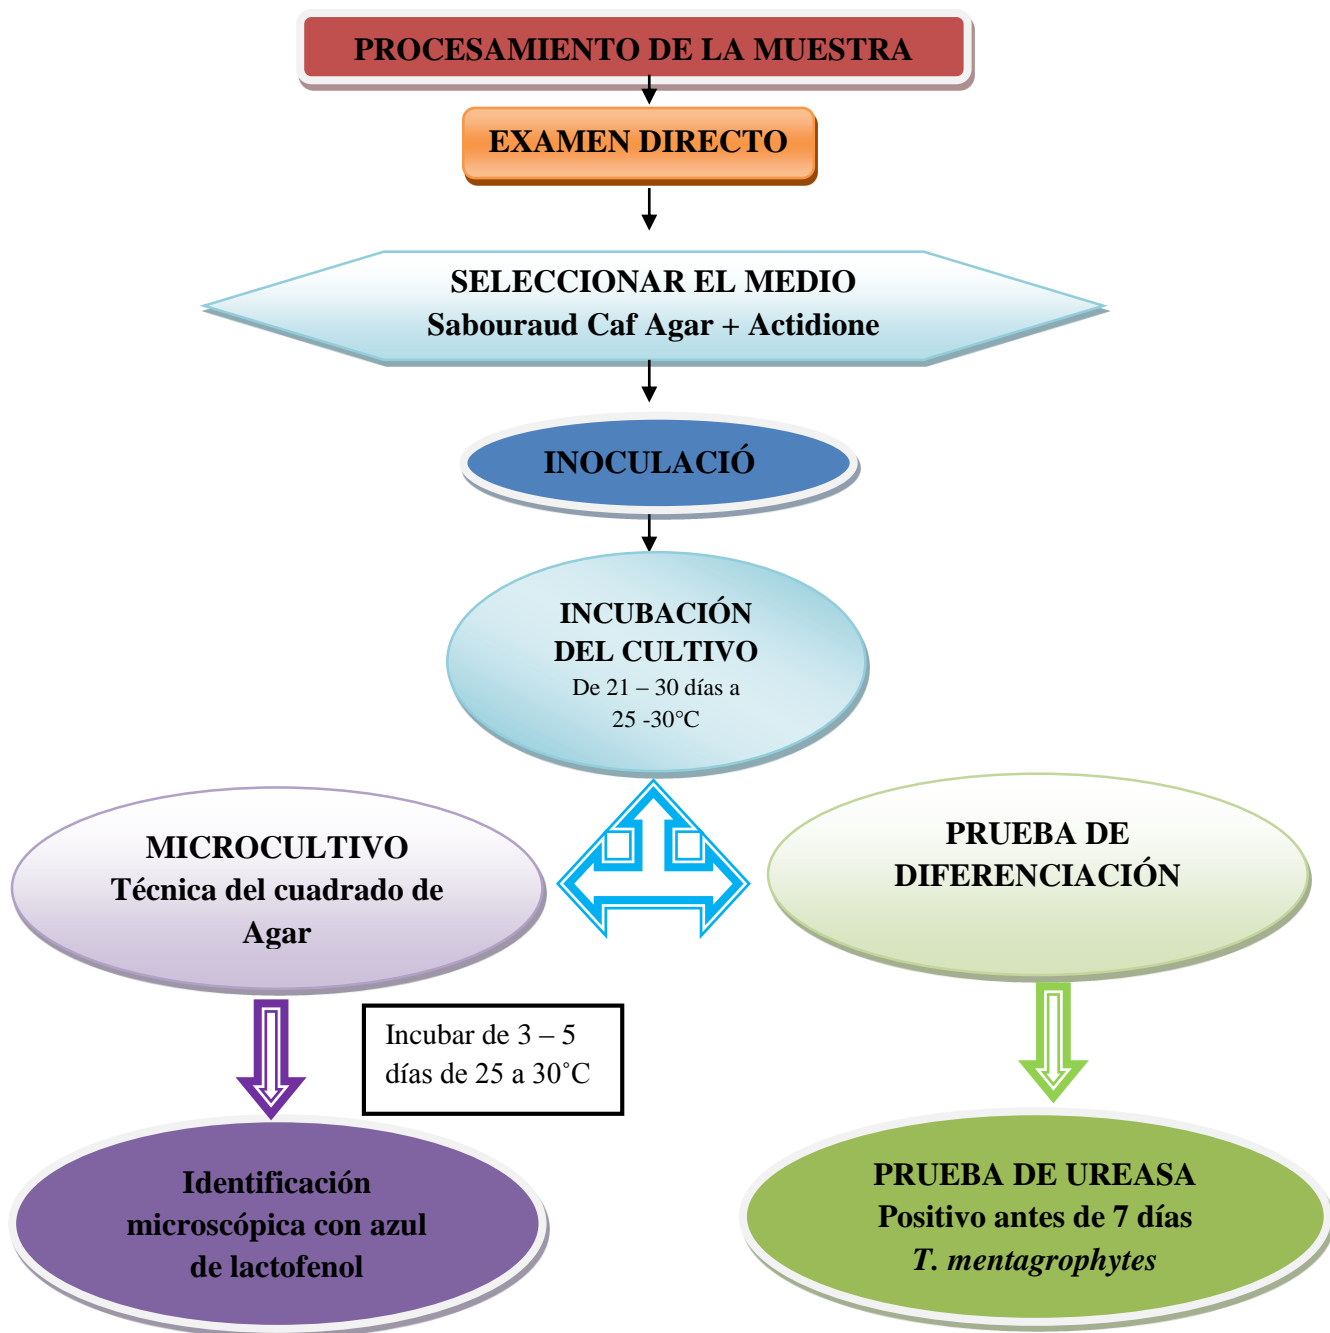 PROCESAMIENTO DE LA MUESTRA
EXAMEN DIRECTO
SELECCIONAR EL MEDIO
Sabouraud Caf Agar + Actidione
INOCULACIÓ
INCUBACIÓN
DEL CULTIVO
De 21 – 30 días a
25 -30°C
MICROCULTIVO
Técnica del cuadrado de
Agar
PRUEBA DE
DIFERENCIACIÓN
Incubar de 3 – 5
días de 25 a 30˚C
Identificación
microscópica con azul
de lactofenol
PRUEBA DE UREASA
Positivo antes de 7 días
T. mentagrophytes